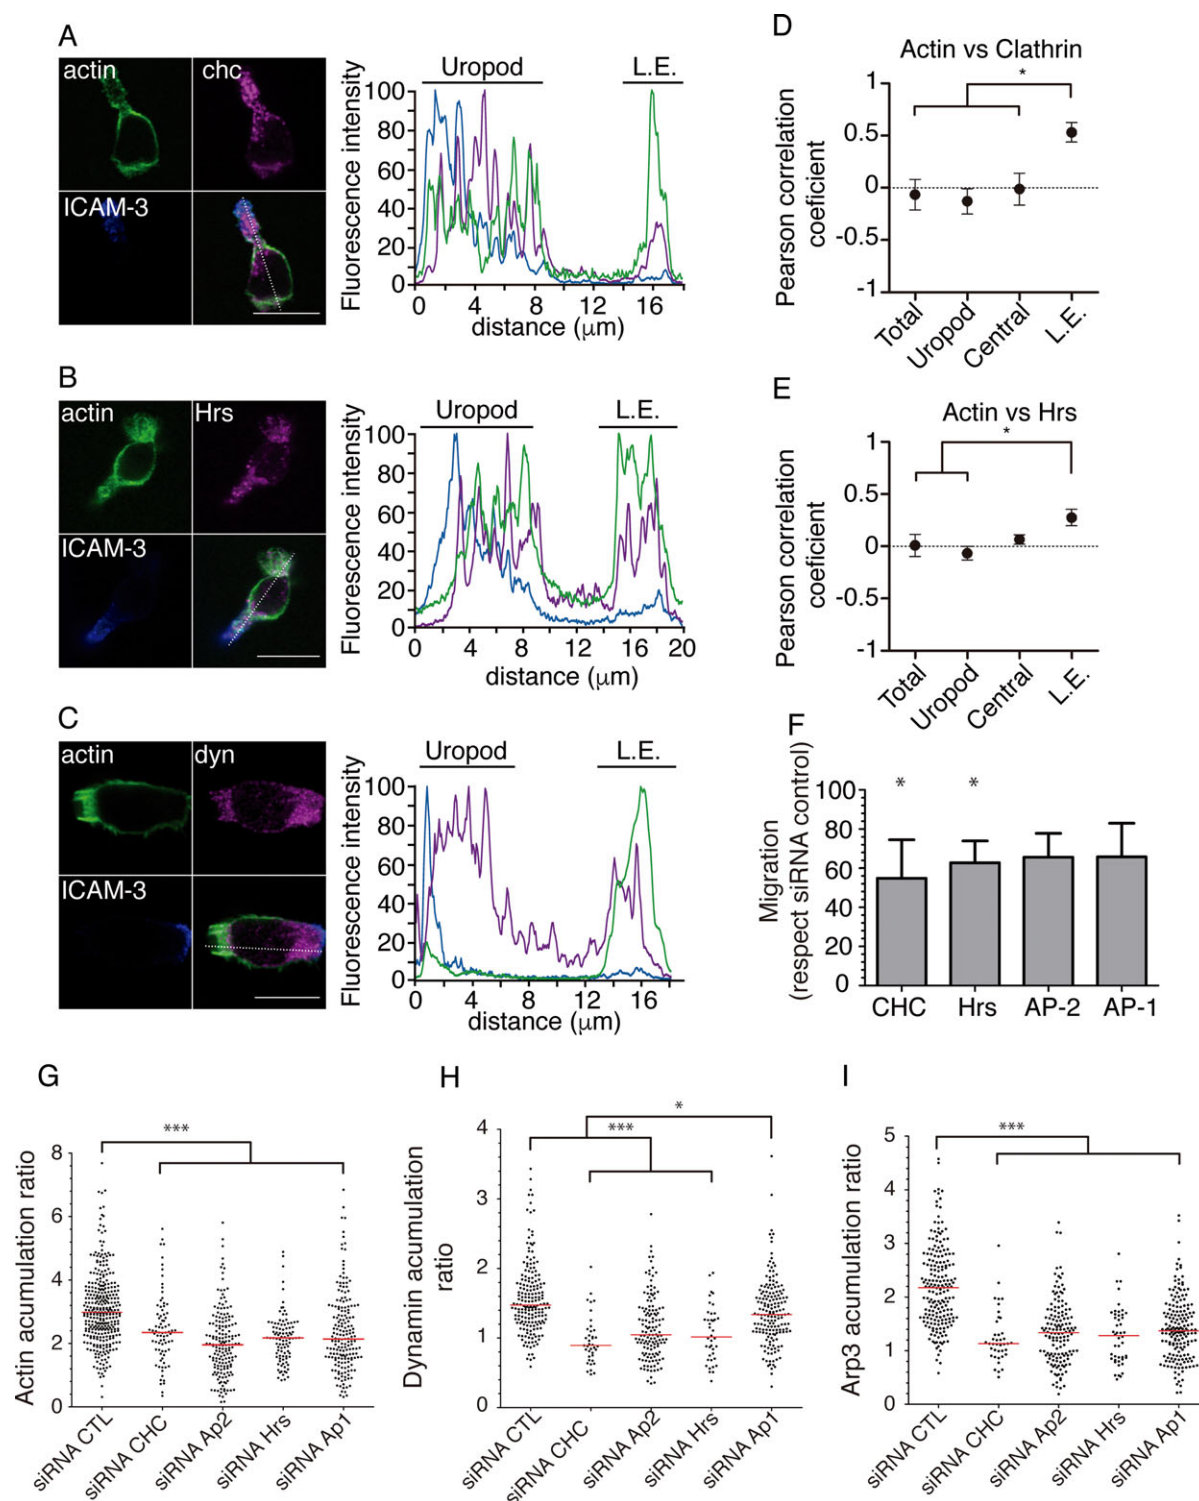 A
actin
chc
ICAM-3
Uropod
L.E.
Fluorescence intensity
100
80
60
40
20
0
0 4 8 12 16
distance (μm)
B
actin
Hrs
ICAM-3
Uropod
L.E.
Fluorescence intensity
100
80
60
40
20
0
0 4 8 12 16 20
distance (μm)
C
actin
dyn
ICAM-3
Uropod
L.E.
Fluorescence intensity
100
80
60
40
20
0
0 4 8 12 16
distance (μm)
D
Actin vs Clathrin
*
Pearson correlation
coeficient
1
0.5
0
-0.5
-1
Total
Uropod
Central
L.E.
E
Actin vs Hrs
*
Pearson correlation
coeficient
1
0.5
0
-0.5
-1
Total
Uropod
Central
L.E.
F
Migration
(respect siRNA control)
100
80
60
40
20
0
* *
CHC Hrs AP-2 AP-1
G
***
Actin acumulation ratio
8
6
4
2
0
siRNA CTL
siRNA CHC
siRNA Ap2
siRNA Hrs
siRNA Ap1
H
*
***
Dynamin acumulation
ratio
4
3
2
1
0
siRNA CTL
siRNA CHC
siRNA Ap2
siRNA Hrs
siRNA Ap1
I
***
Arp3 acumulation ratio
5
4
3
2
1
0
siRNA CTL
siRNA CHC
siRNA Ap2
siRNA Hrs
siRNA Ap1